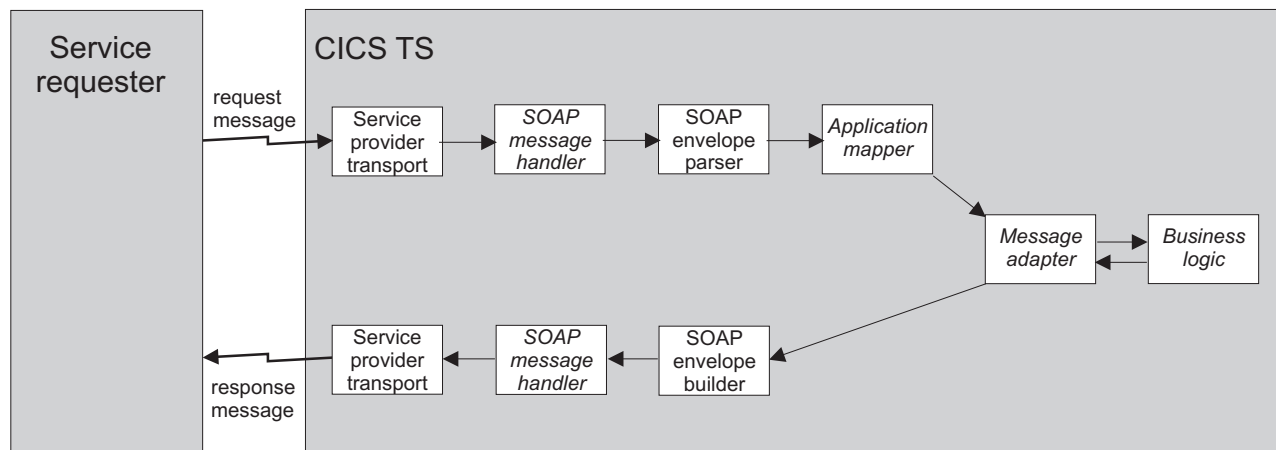 Service
requester
CICS TS
request
message
Service
provider
transport
SOAP
message
handler
SOAP
envelope
parser
Application
mapper
Message
adapter
Business
logic
Service
provider
transport
SOAP
message
handler
SOAP
envelope
builder
response
message